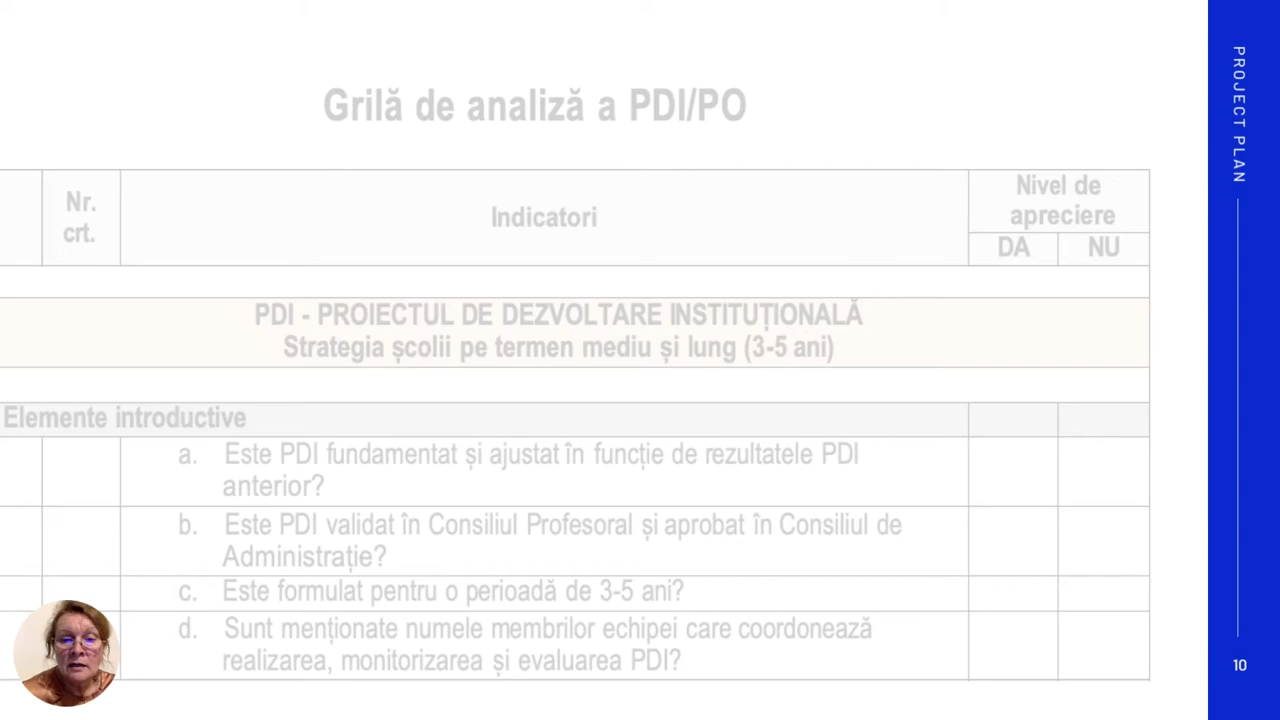 Grilă de analiză a PDI/PO
Nr.
crt.
Indicatori
Nivel de
apreciere
DA
NU
PDI - PROIECTUL DE DEZVOLTARE INSTITUȚIONALĂ
Strategia școlii pe termen mediu și lung (3-5 ani)
Elemente introductive
a. Este PDI fundamentat și ajustat în funcție de rezultatele PDI
anterior?
b. Este PDI validat în Consiliul Profesoral și aprobat în Consiliul de
Administrație?
c. Este formulat pentru o perioadă de 3-5 ani?
d. Sunt menționate numele membrilor echipei care coordonează
realizarea, monitorizarea și evaluarea PDI?
PROJECT PLAN
10